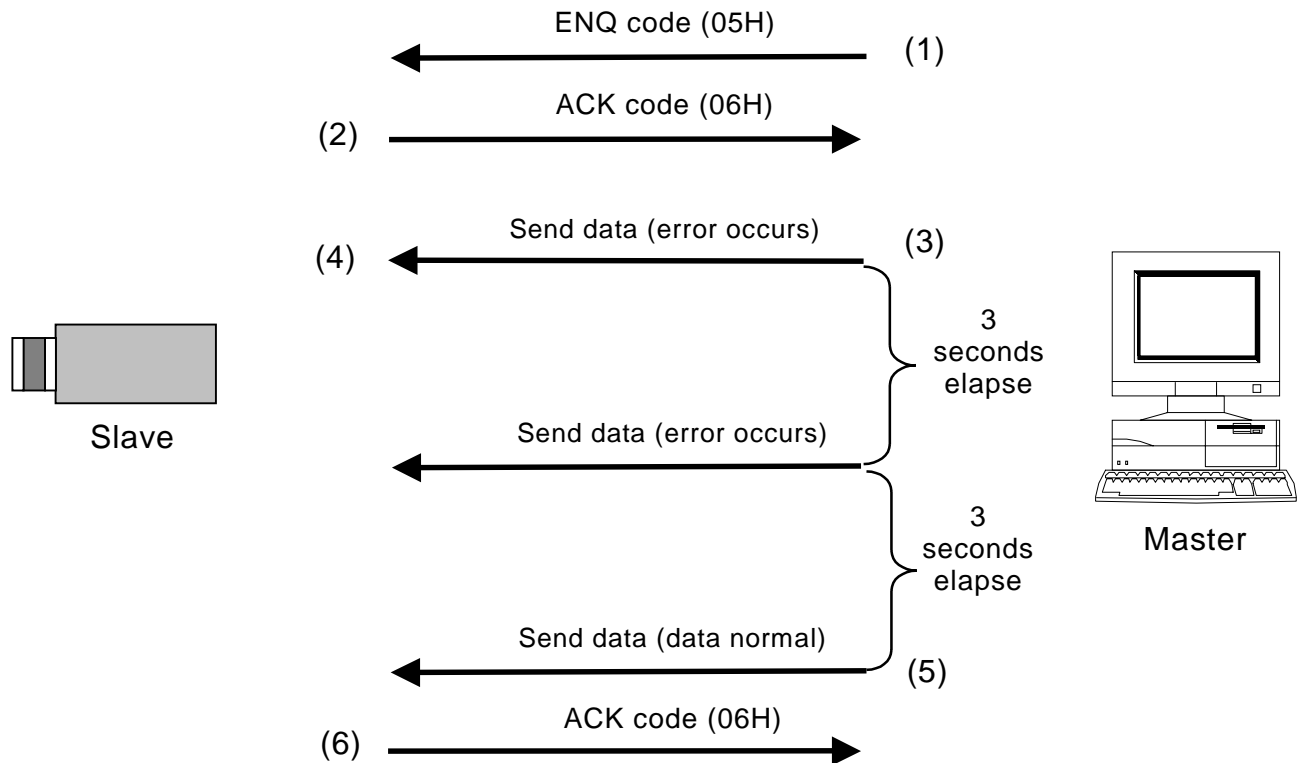 ENQ code (05H)
(1)
ACK code (06H)
(2)
Send data (error occurs)
(3)
(4)
3
seconds
elapse
Slave
Send data (error occurs)
3
seconds
elapse
Master
Send data (data normal)
(5)
ACK code (06H)
(6)